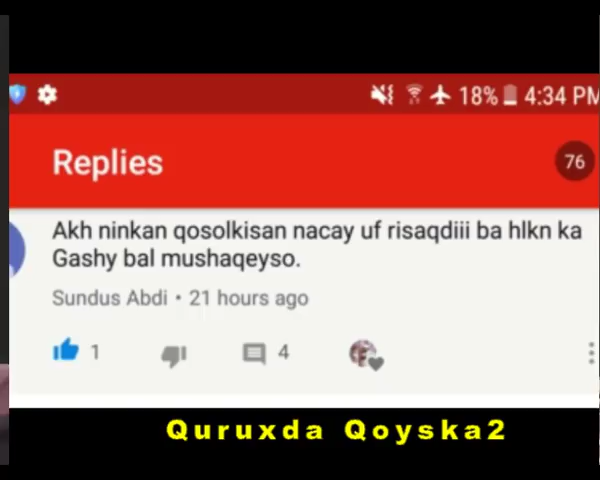 18% 4:34 PM
Replies
76
Akh ninkan qosolkisan nacay uf risaqdiii ba hlkn ka
Gashy bal mushaqeyso.
Sundus Abdi • 21 hours ago
1 4
Quruxda Qoyska2